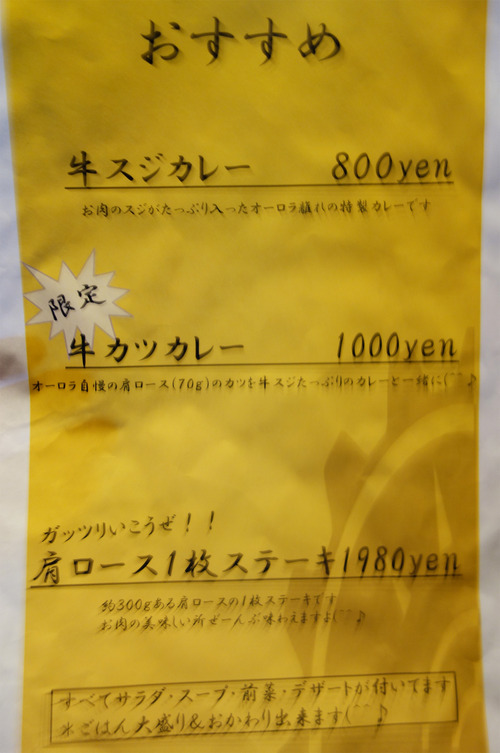 おすすめ
牛スジカレー 800yen
お肉のスジがたっぷり入ったオーロラ離れの特製カレーです
限定
牛カツカレー 1000yen
オーロラ自慢の肩ロース(70g)のカツを牛スジたっぷりのカレーと一緒に(^^♪
ガッツリいこうぜ!!
肩ロース1枚ステーキ1980yen
約300gある肩ロースの1枚ステーキです
お肉の美味しい所ぜーんぶ味わえますよ(^^♪
すべてサラダ・スープ・前菜・デザートが付いてます
※ごはん大盛り&おかわり出来ます(^^♪